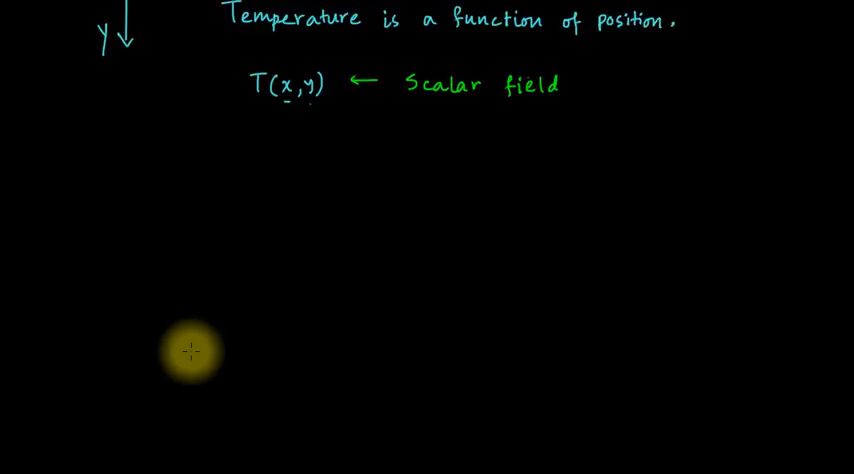 Temperature is a function of position.
y
T(x,y) ← Scalar field